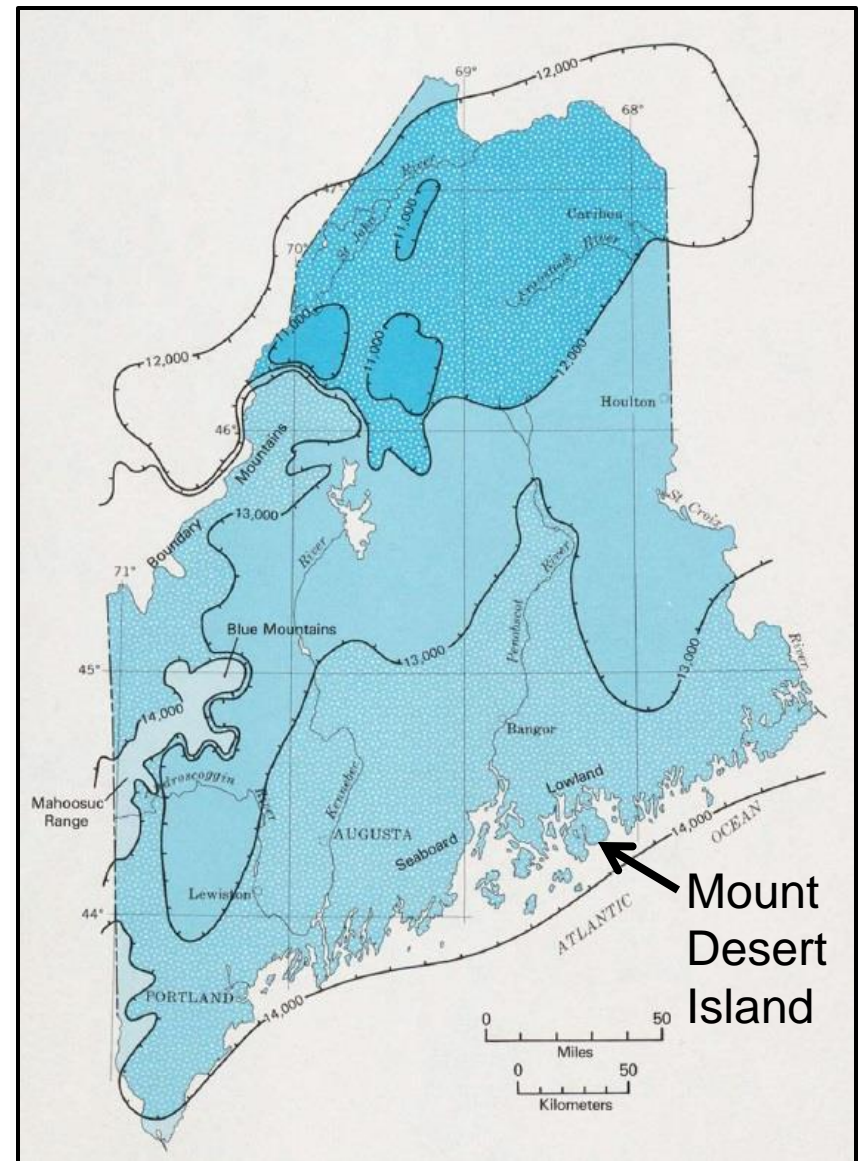 12,000
69°
68°
River
47°
11,000
St John
Caribou
70°
River
Aroostook
11,000
11,000
12,000
12,000
Houlton
46°
Mountains
St Croix
13,000
Boundary
River
71°
River
Blue Mountains
Penobscot
13,000
13,000
River
45°
14,000
Bangor
Androscoggin
Lowland
Mahoosuc
Range
River
Kennebec
AUGUSTA
Seaboard
14,000
OCEAN
Lewiston
44°
ATLANTIC
Mount
Desert
Island
PORTLAND
14,000
0 50
Miles
0 50
Kilometers